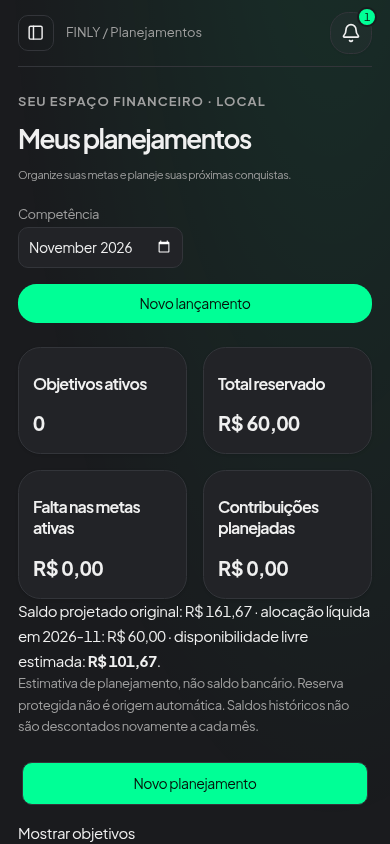 FINLY / Planejamentos
1
SEU ESPAÇO FINANCEIRO · LOCAL
Meus planejamentos
Organize suas metas e planeje suas próximas conquistas.
Competência
November 2026
Novo lançamento
Objetivos ativos
0
Total reservado
R$ 60,00
Falta nas metas
ativas
R$ 0,00
Contribuições
planejadas
R$ 0,00
Saldo projetado original: R$ 161,67 · alocação líquida
em 2026-11: R$ 60,00 · disponibilidade livre
estimada: R$ 101,67.
Estimativa de planejamento, não saldo bancário. Reserva
protegida não é origem automática. Saldos históricos não
são descontados novamente a cada mês.
Novo planejamento
Mostrar objetivos